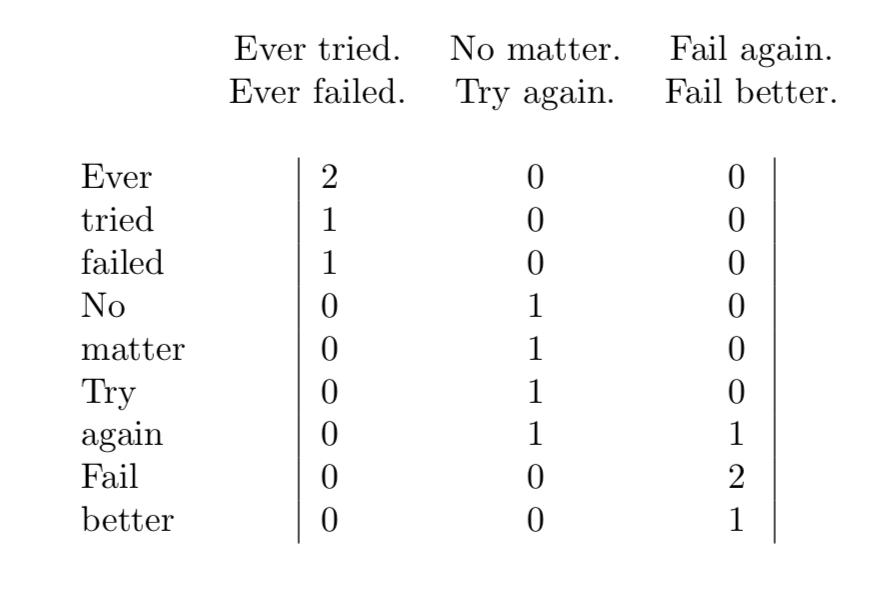 Ever tried. No matter. Fail again.
Ever failed. Try again. Fail better.
Ever 2 0 0
tried 1 0 0
failed 1 0 0
No 0 1 0
matter 0 1 0
Try 0 1 0
again 0 1 1
Fail 0 0 2
better 0 0 1